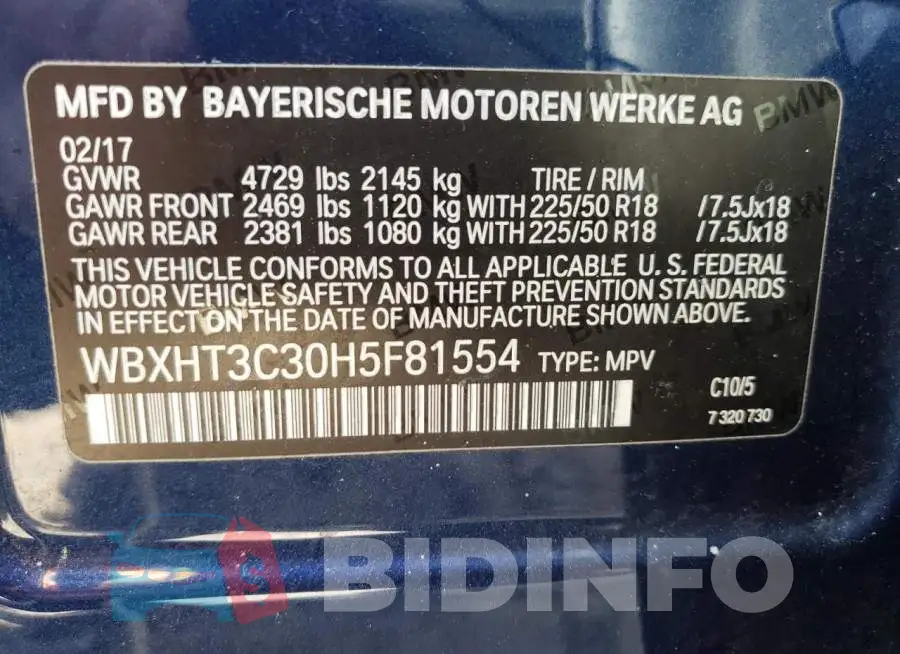 MFD BY BAYERISCHE MOTOREN WERKE AG
02/17
GVWR 4729 lbs 2145 kg TIRE / RIM
GAWR FRONT 2469 lbs 1120 kg WITH 225/50 R18 /7.5Jx18
GAWR REAR 2381 lbs 1080 kg WITH 225/50 R18 /7.5Jx18
THIS VEHICLE CONFORMS TO ALL APPLICABLE U. S. FEDERAL
MOTOR VEHICLE SAFETY AND THEFT PREVENTION STANDARDS
IN EFFECT ON THE DATE OF MANUFACTURE SHOWN ABOVE.
WBXHT3C30H5F81554 TYPE: MPV
C10/5
7 320 730
BMW
BIDINFO